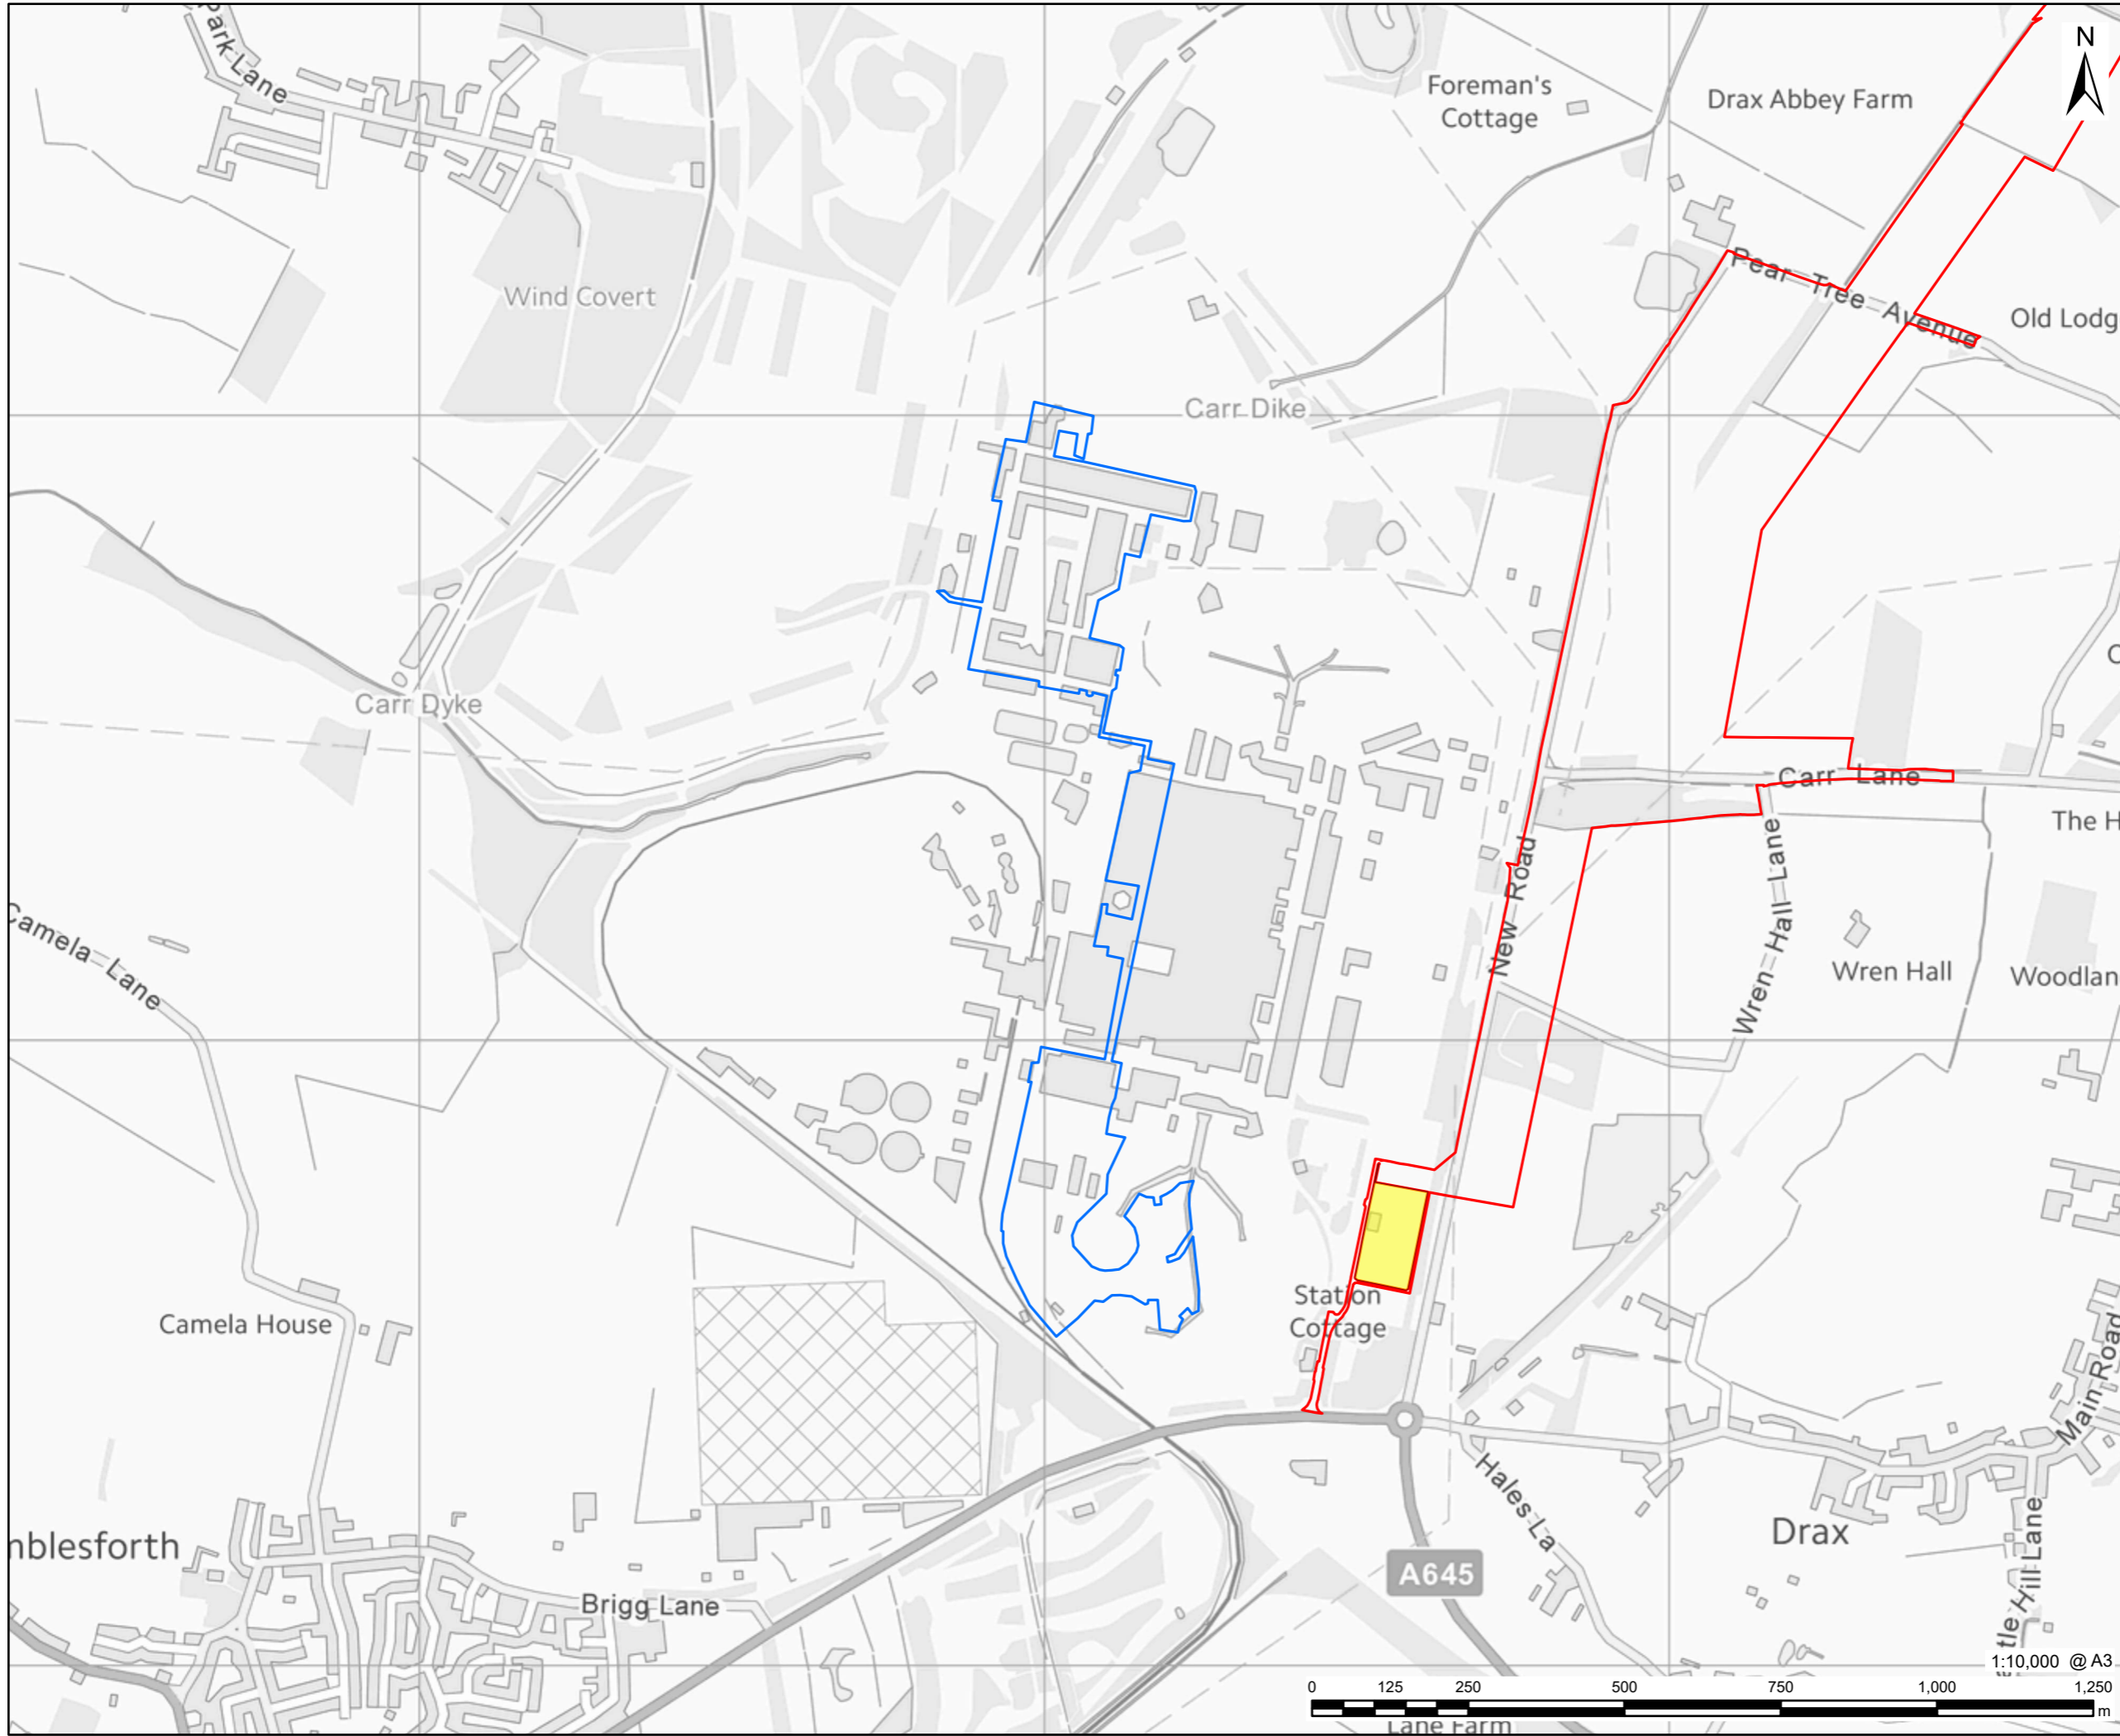 Park Lane
Foreman's
Cottage
Drax Abbey Farm
N
Wind Covert
Pear Tree Avenue
Old Lodg
Carr Dike
Carr Dyke
Carr Lane
The H
New Road
Wren Hall Lane
Camela Lane
Wren Hall
Woodlan
Station
Cottage
Camela House
Main Road
Hales La
nblesforth
Drax
A645
Brigg Lane
tle Hill Lane
1:10,000 @ A3
0 125 250 500 750 1,000 1,250
m
Lane Farm